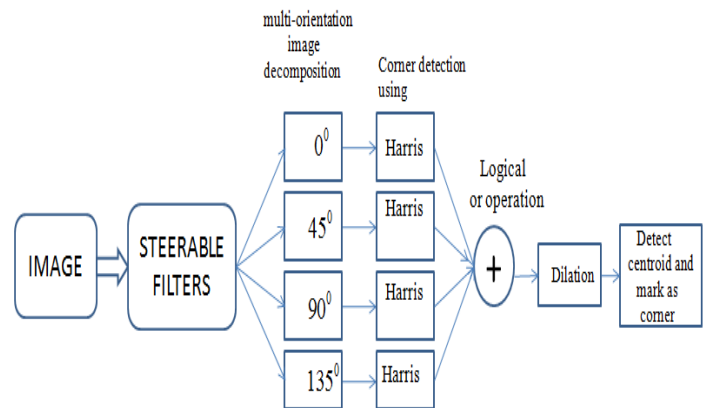 multi-orientation
image
decomposition
Corner detection
using
0⁰
Harris
Logical
or operation
45⁰
Harris
IMAGE
STEERABLE
FILTERS
+
Dilation
Detect
centroid and
mark as
corner
90⁰
Harris
135⁰
Harris